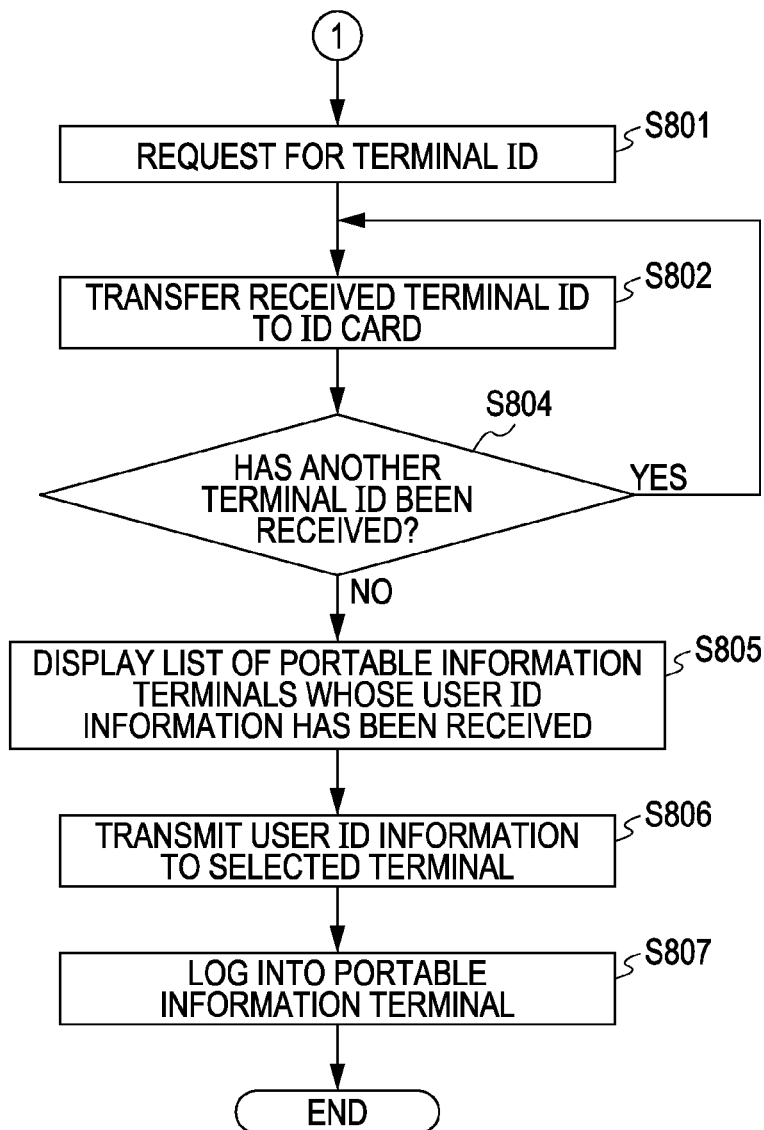 1
S801
REQUEST FOR TERMINAL ID
S802
TRANSFER RECEIVED TERMINAL ID
TO ID CARD
S804
HAS ANOTHER
TERMINAL ID BEEN
RECEIVED?
YES
NO
S805
DISPLAY LIST OF PORTABLE INFORMATION
TERMINALS WHOSE USER ID
INFORMATION HAS BEEN RECEIVED
S806
TRANSMIT USER ID INFORMATION
TO SELECTED TERMINAL
S807
LOG INTO PORTABLE
INFORMATION TERMINAL
END